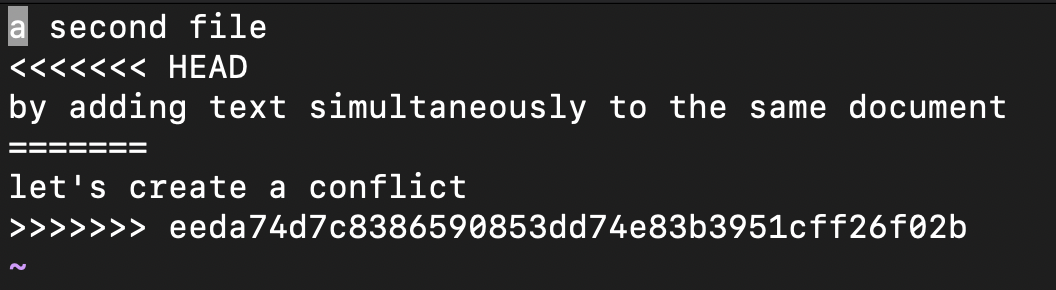 a second file
<<<<<<< HEAD
by adding text simultaneously to the same document
=======
let's create a conflict
>>>>>>> eeda74d7c8386590853dd74e83b3951cff26f02b
~